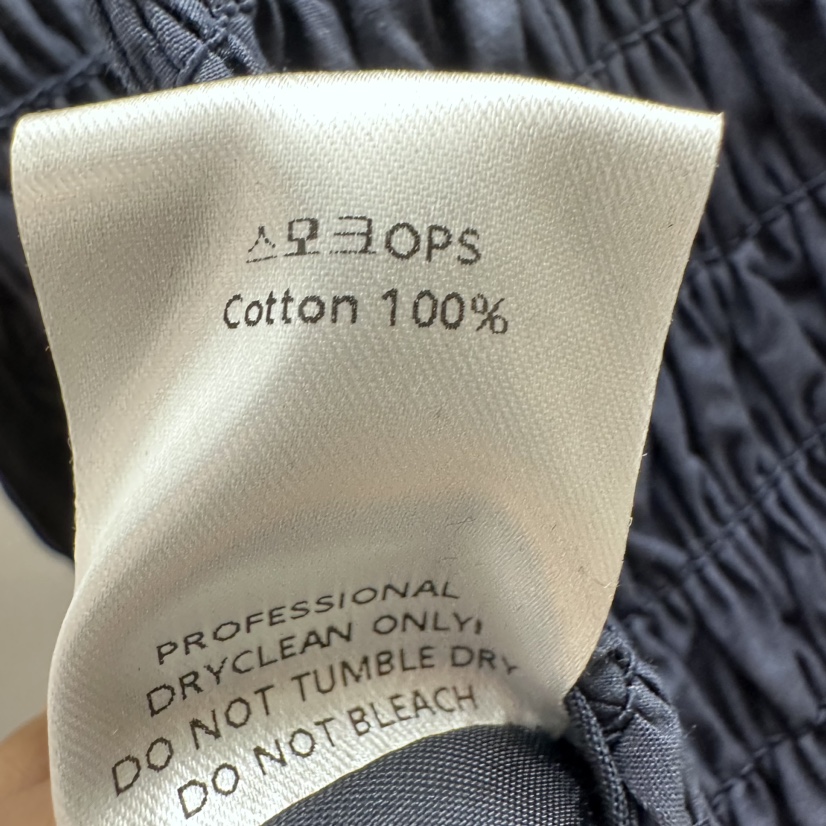 스모크OPS
Cotton 100%
PROFESSIONAL
DRYCLEAN ONLY,
DO NOT TUMBLE DRY
DO NOT BLEACH